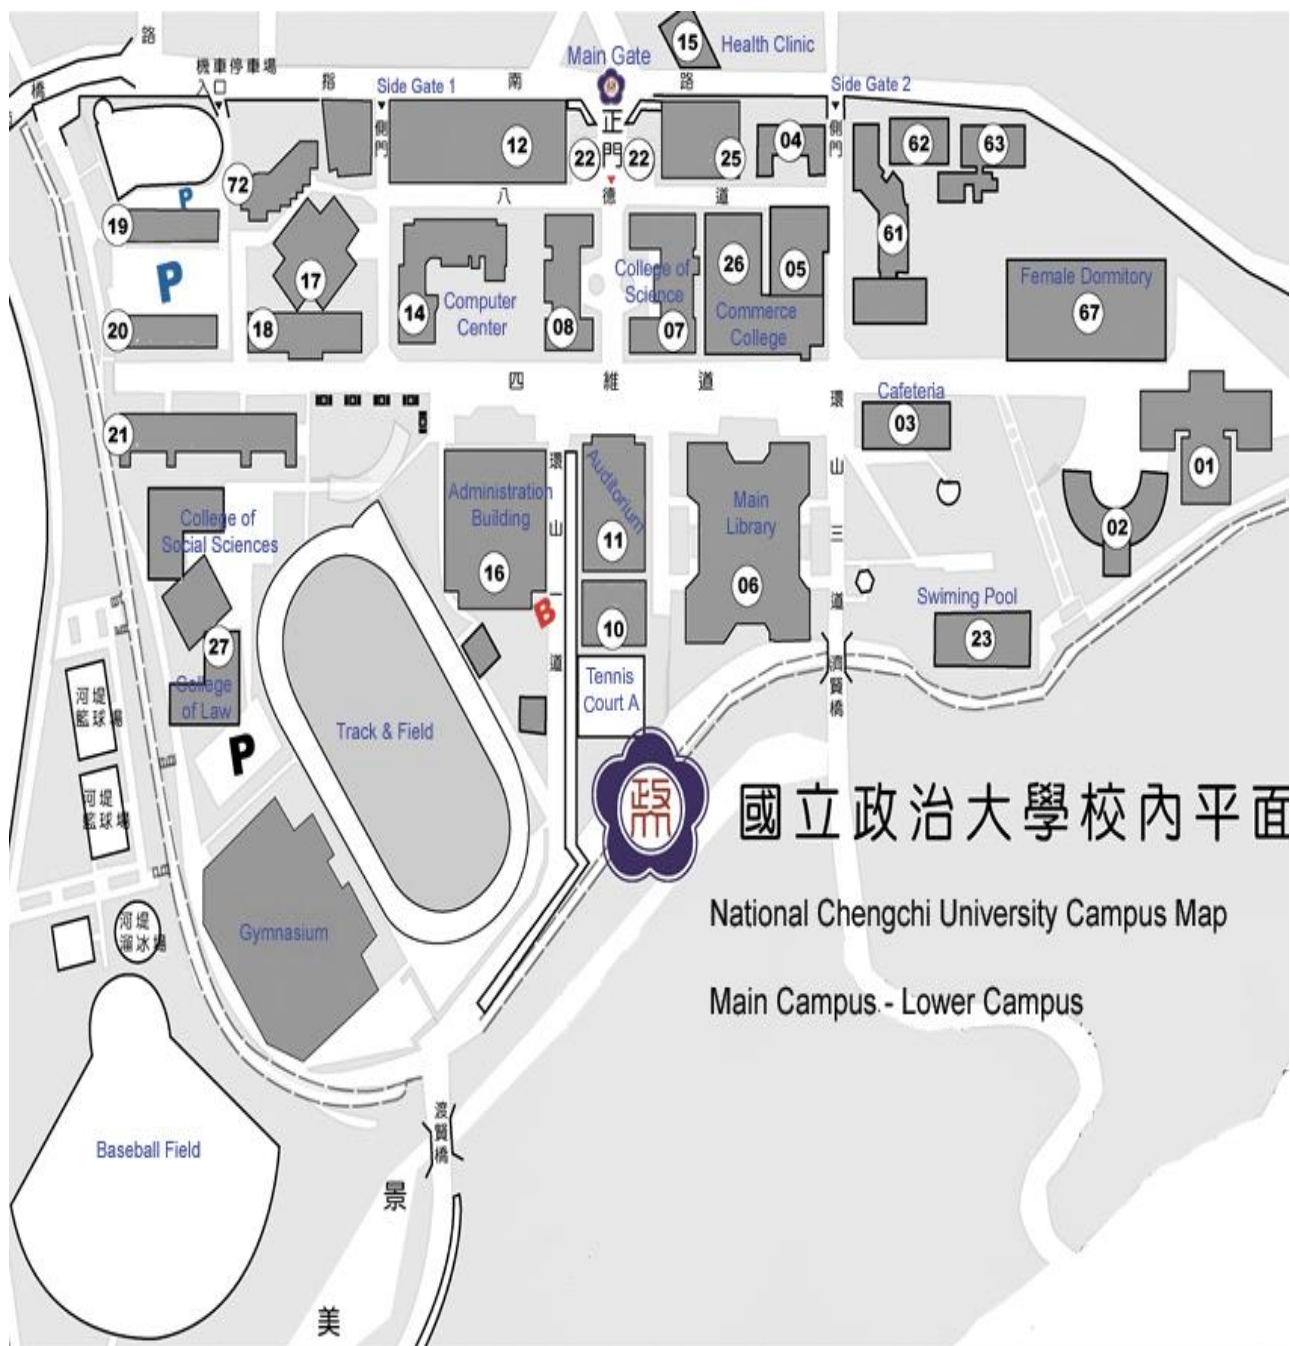 路
15
Health Clinic
Main Gate
機車停車場
入口
橋
指
南
路
Side Gate 1
Side Gate 2
側門
正門
側門
12
22
22
25
04
62
63
72
八
德
道
19
P
P
17
14
Computer
Center
08
College of
Science
07
26
05
Commerce
College
61
Female Dormitory
67
20
18
四
維
道
21
Cafeteria
03
01
02
環
山
一
道
環
山
三
道
Administration
Building
16
Auditorium
11
Main
Library
06
College of
Social Sciences
B
10
Swiming Pool
23
濟賢橋
27
College
of Law
Tennis
Court A
P
Track & Field
河堤
籃球場
河堤
籃球場
政大
國立政治大學校內平面
National Chengchi University Campus Map
Main Campus - Lower Campus
河堤
溜冰場
Gymnasium
Baseball Field
渡賢橋
景
美